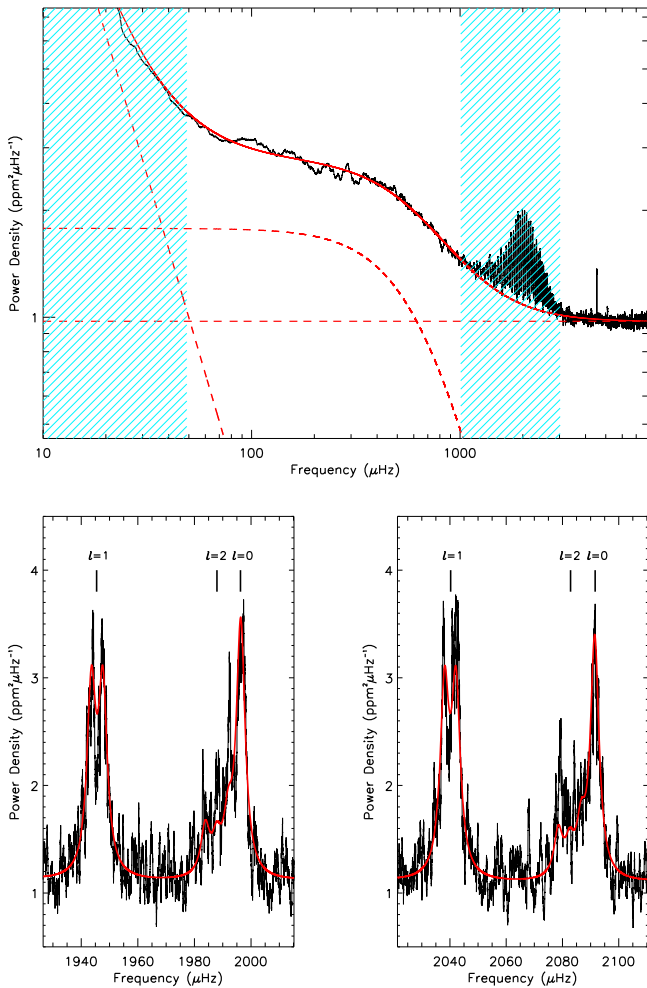 Power Density (ppm²μHz⁻¹)
1
10
100
1000
Frequency (μHz)
Power Density (ppm²μHz⁻¹)
4
3
2
1
l=1
l=2
l=0
1940
1960
1980
2000
Frequency (μHz)
Power Density (ppm²μHz⁻¹)
4
3
2
1
l=1
l=2
l=0
2040
2060
2080
2100
Frequency (μHz)